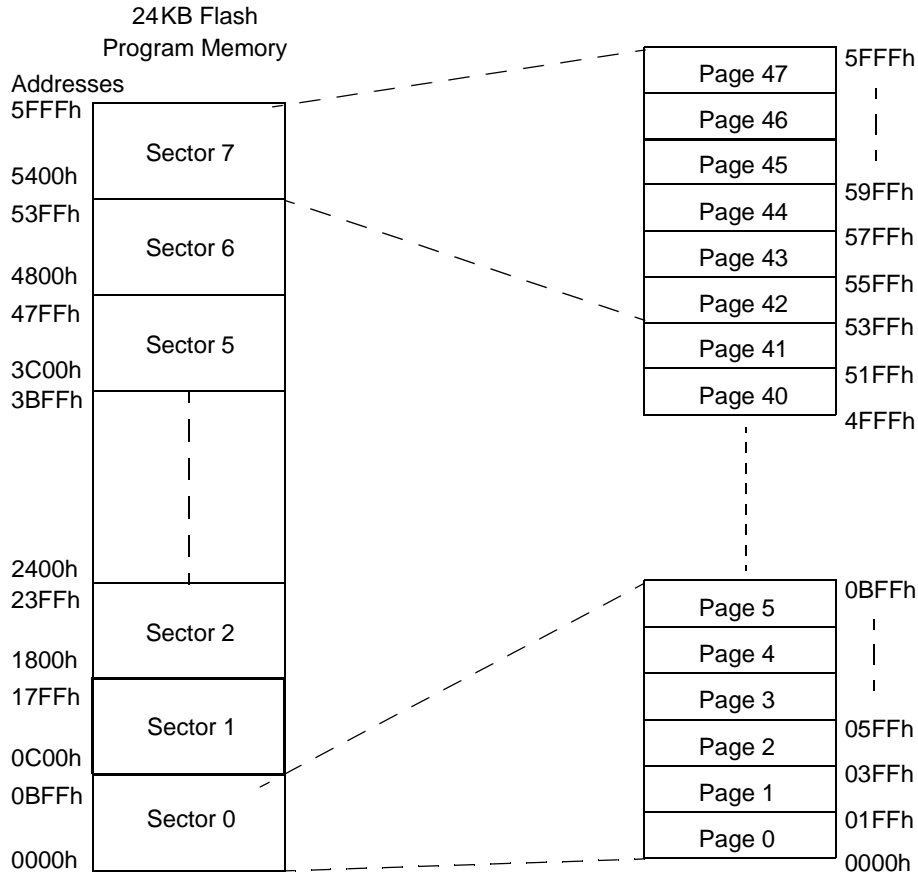 24KB Flash
Program Memory
Addresses
5FFFh
Sector 7
5400h
53FFh
Sector 6
4800h
47FFh
Sector 5
3C00h
3BFFh
2400h
23FFh
Sector 2
1800h
17FFh
Sector 1
0C00h
0BFFh
Sector 0
0000h
Page 47
5FFFh
Page 46
Page 45
59FFh
Page 44
57FFh
Page 43
55FFh
Page 42
53FFh
Page 41
51FFh
Page 40
4FFFh
Page 5
0BFFh
Page 4
Page 3
05FFh
Page 2
03FFh
Page 1
01FFh
Page 0
0000h